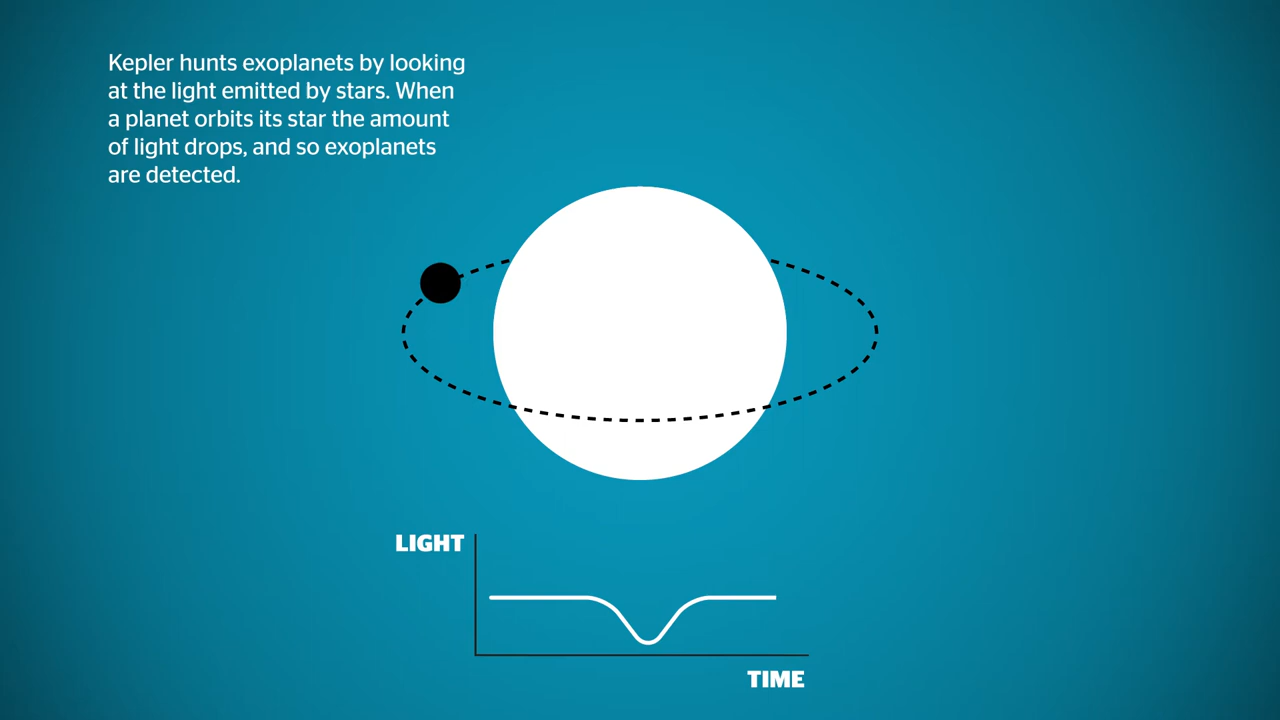 Kepler hunts exoplanets by looking
at the light emitted by stars. When
a planet orbits its star the amount
of light drops, and so exoplanets
are detected.
LIGHT
TIME